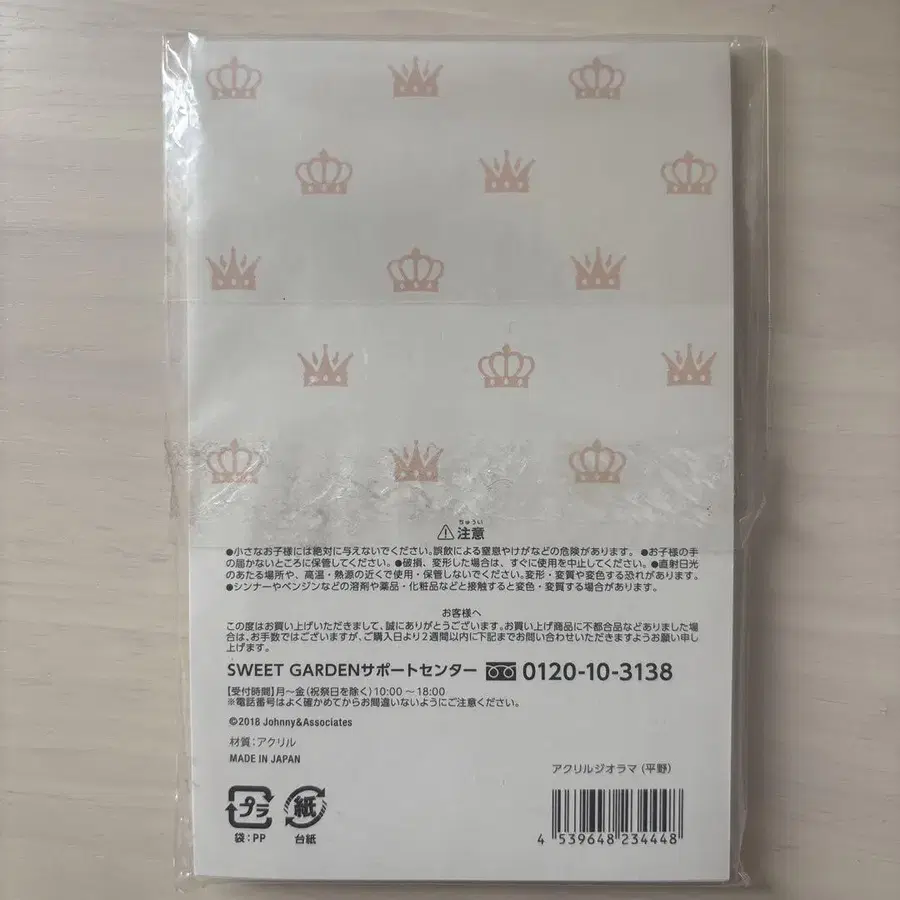 ちゅうい
注意
●小さなお子様には絶対に与えないでください。誤飲による窒息やけがなどの危険があります。 ●お子様の手
の届かないところに保管してください。●破損、変形した場合は、すぐに使用を中止してください。●直射日光
のあたる場所や、高温・熱源の近くで使用・保管しないでください。変形・変質や変色する恐れがあります。
●シンナーやベンジンなどの溶剤や薬品・化粧品などと接触すると変色・変質する場合があります。
お客様へ
この度はお買い上げいただきまして、誠にありがとうございます。お買い上げ商品に不都合品などありました場
合は、お手数ではございますが、ご購入日より2週間以内に下記までお問い合わせいただきますようお願い申し
上げます。
SWEET GARDENサポートセンター 0120-10-3138
【受付時間】月～金(祝祭日を除く)10:00～18:00
※電話番号はよく確かめてからお間違いないようにご注意ください。
©2018 Johnny&Associates
材質:アクリル
MADE IN JAPAN
アクリルジオラマ(平野)
プラ 紙
袋:PP 台紙
4 539648 234448